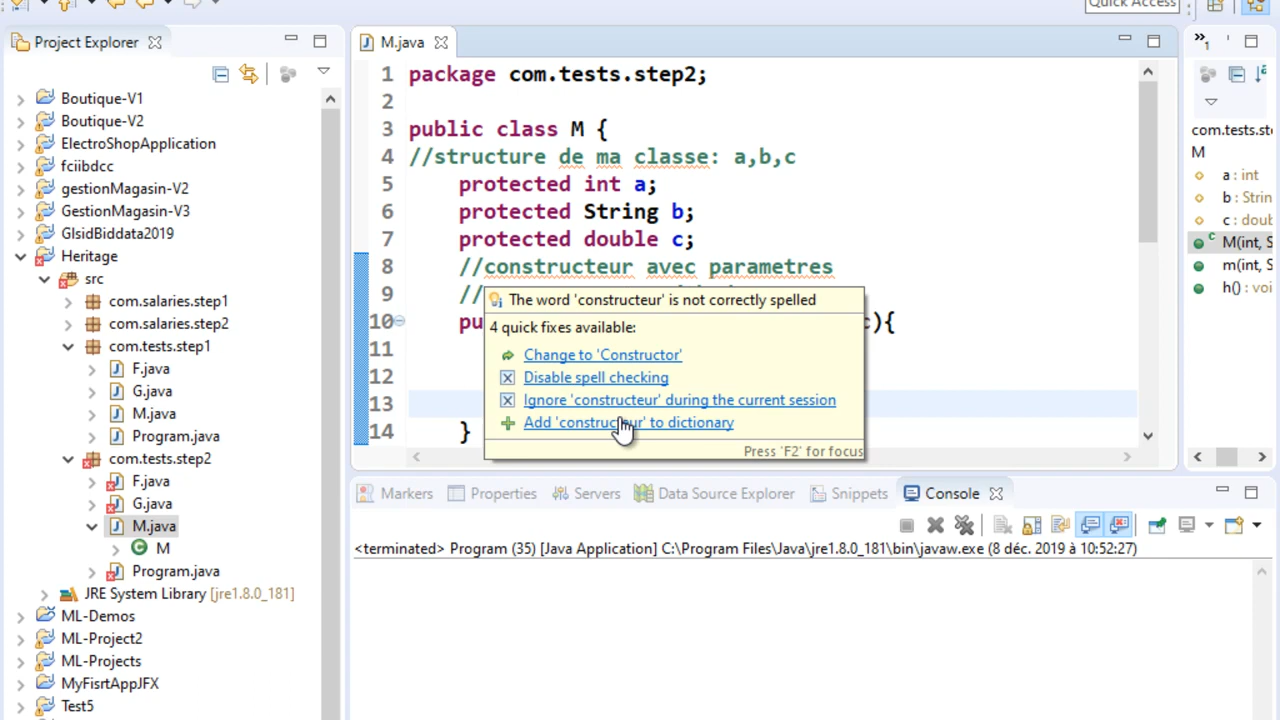 Quick Access
Project Explorer
Boutique-V1
Boutique-V2
ElectroShopApplication
fciibdcc
gestionMagasin-V2
GestionMagasin-V3
GlsidBiddata2019
Heritage
src
com.salaries.step1
com.salaries.step2
com.tests.step1
F.java
G.java
M.java
Program.java
com.tests.step2
F.java
G.java
M.java
M
Program.java
JRE System Library [jre1.8.0_181]
ML-Demos
ML-Project2
ML-Projects
MyFisrtAppJFX
Test5
M.java
1 package com.tests.step2;
2
3 public class M {
4 //structure de ma classe: a,b,c
5 protected int a;
6 protected String b;
7 protected double c;
8 //constructeur avec parametres
9 //
10 pu c){
11
12
13
14 }
The word 'constructeur' is not correctly spelled
4 quick fixes available:
Change to 'Constructor'
Disable spell checking
Ignore 'constructeur' during the current session
Add 'constructeur' to dictionary
Press 'F2' for focus
1
com.tests.st
M
a : int
b : Strin
c : doub
M(int, S
m(int, S
h() : voi
Markers
Properties
Servers
Data Source Explorer
Snippets
Console
<terminated> Program (35) [Java Application] C:\Program Files\Java\jre1.8.0_181\bin\javaw.exe (8 déc. 2019 à 10:52:27)